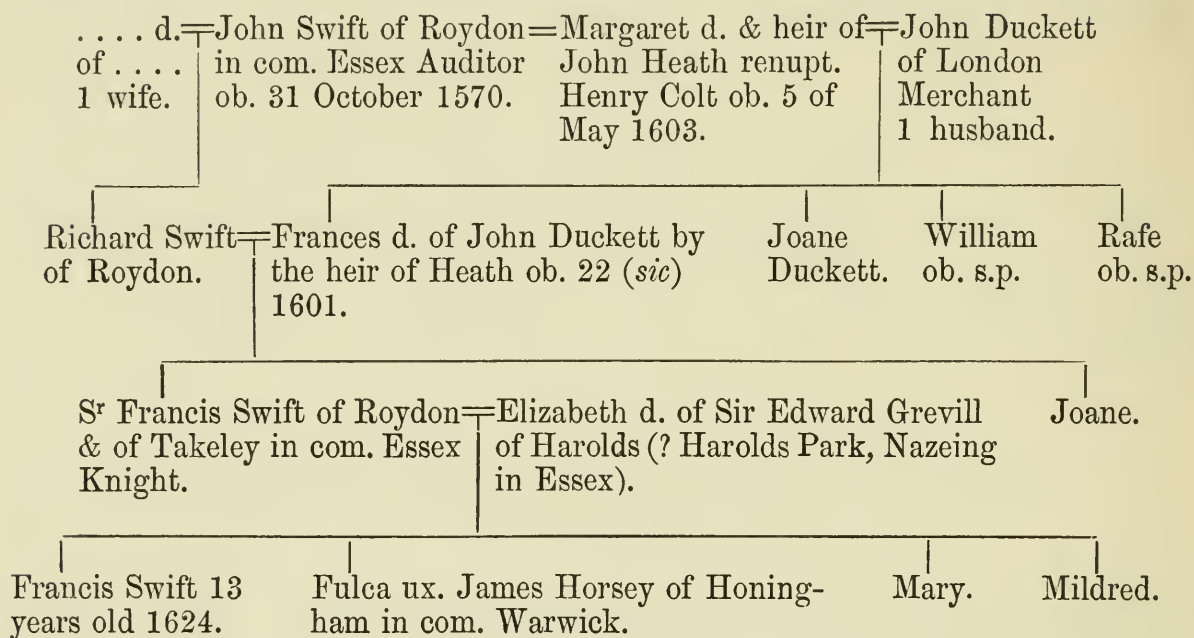 . . . . d.
of . . . .
1 wife.
John Swift of Roydon
in com. Essex Auditor
ob. 31 October 1570.
Margaret d. & heir of
John Heath renupt.
Henry Colt ob. 5 of
May 1603.
John Duckett
of London
Merchant
1 husband.
Richard Swift
of Roydon.
Frances d. of John Duckett by
the heir of Heath ob. 22 (sic)
1601.
Joane
Duckett.
William
ob. s.p.
Rafe
ob. s.p.
Sr Francis Swift of Roydon
& of Takeley in com. Essex
Knight.
Elizabeth d. of Sir Edward Grevill
of Harolds (? Harolds Park, Nazeing
in Essex).
Joane.
Francis Swift 13
years old 1624.
Fulca ux. James Horsey of Honing-
ham in com. Warwick.
Mary.
Mildred.